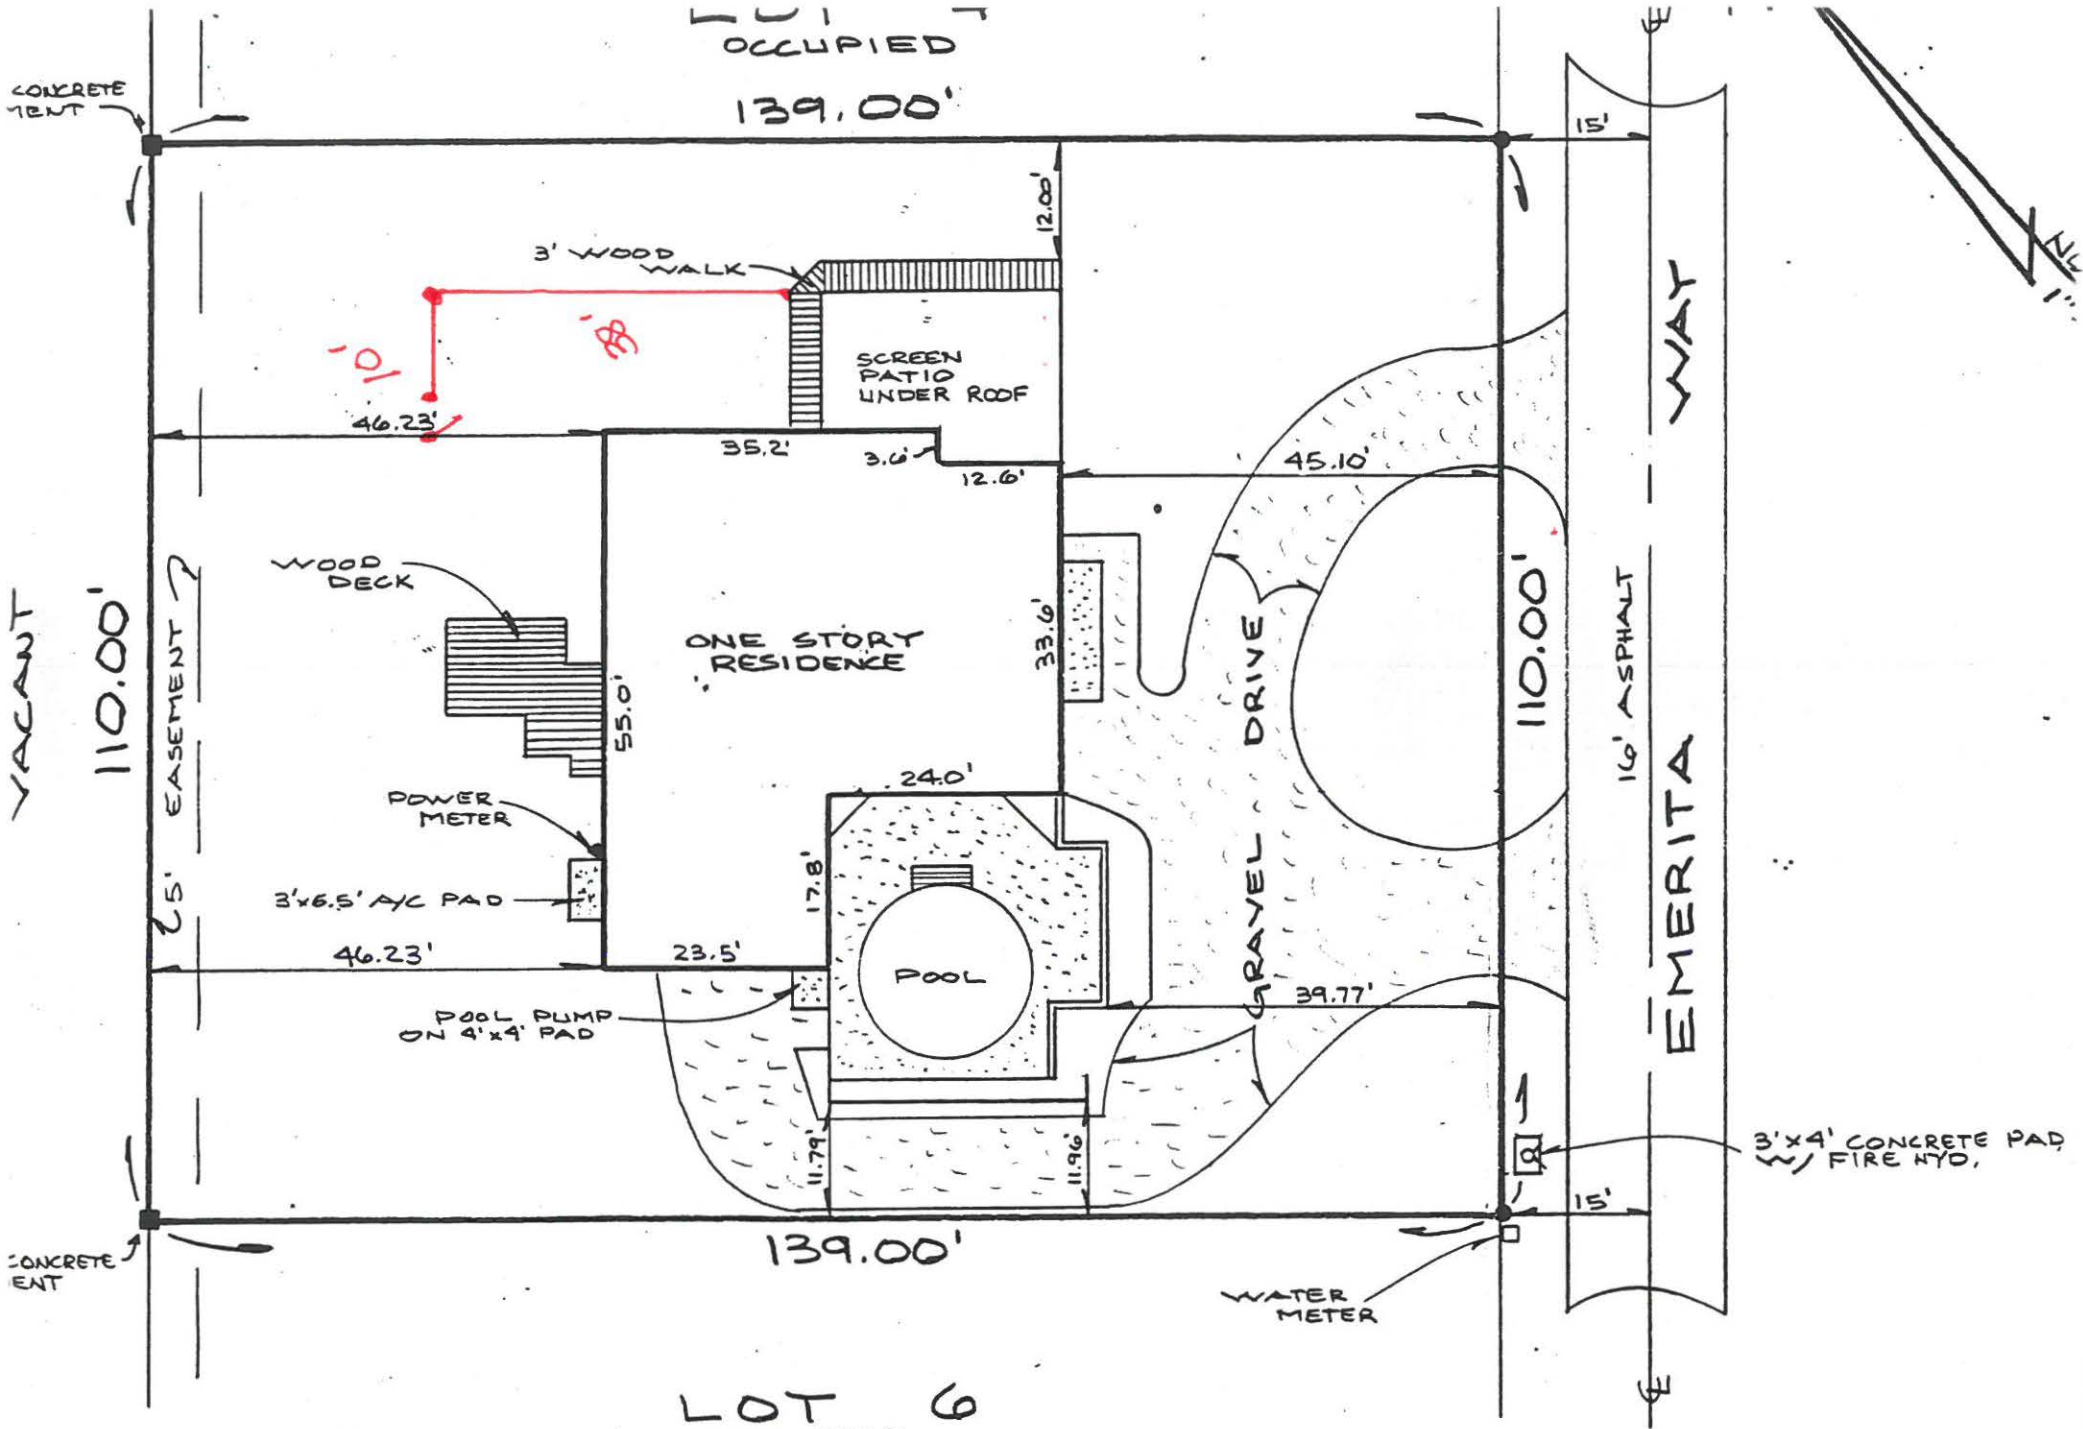 OCCUPIED
139.00'
CONCRETE
15'
12.00'
3' WOOD
WALK
38'
10'
SCREEN
PATIO
UNDER ROOF
46.23'
35.2'
3.6'
12.6'
45.10'
WAY
WOOD
DECK
VACANT
110.00'
5' EASEMENT
ONE STORY
RESIDENCE
55.0'
33.6'
GRAVEL DRIVE
110.00'
16' ASPHALT
EMERITA
24.0'
POWER
METER
17.8'
3'x6.5' A/C PAD
46.23'
23.5'
POOL
39.77'
POOL PUMP
ON 4'x4' PAD
11.79'
11.96'
3'x4' CONCRETE PAD
W/ FIRE HYD.
15'
139.00'
CONCRETE
WATER
METER
LOT 6